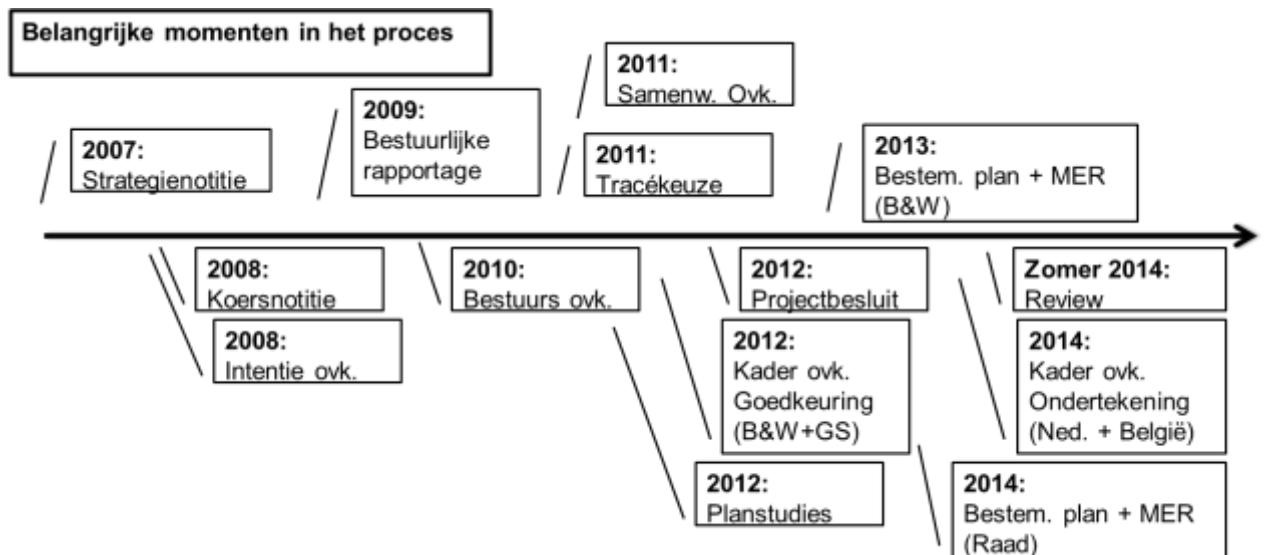 Belangrijke momenten in het proces
2007:
Strategienotitie
2009:
Bestuurlijke
rapportage
2011:
Samenw. Ovk.
2011:
Tracékeuze
2013:
Bestem. plan + MER
(B&W)
2008:
Koersnotitie
2008:
Intentie ovk.
2010:
Bestuurs ovk.
2012:
Projectbesluit
2012:
Kader ovk.
Goedkeuring
(B&W+GS)
2012:
Planstudies
Zomer 2014:
Review
2014:
Kader ovk.
Ondertekening
(Ned. + België)
2014:
Bestem. plan + MER
(Raad)